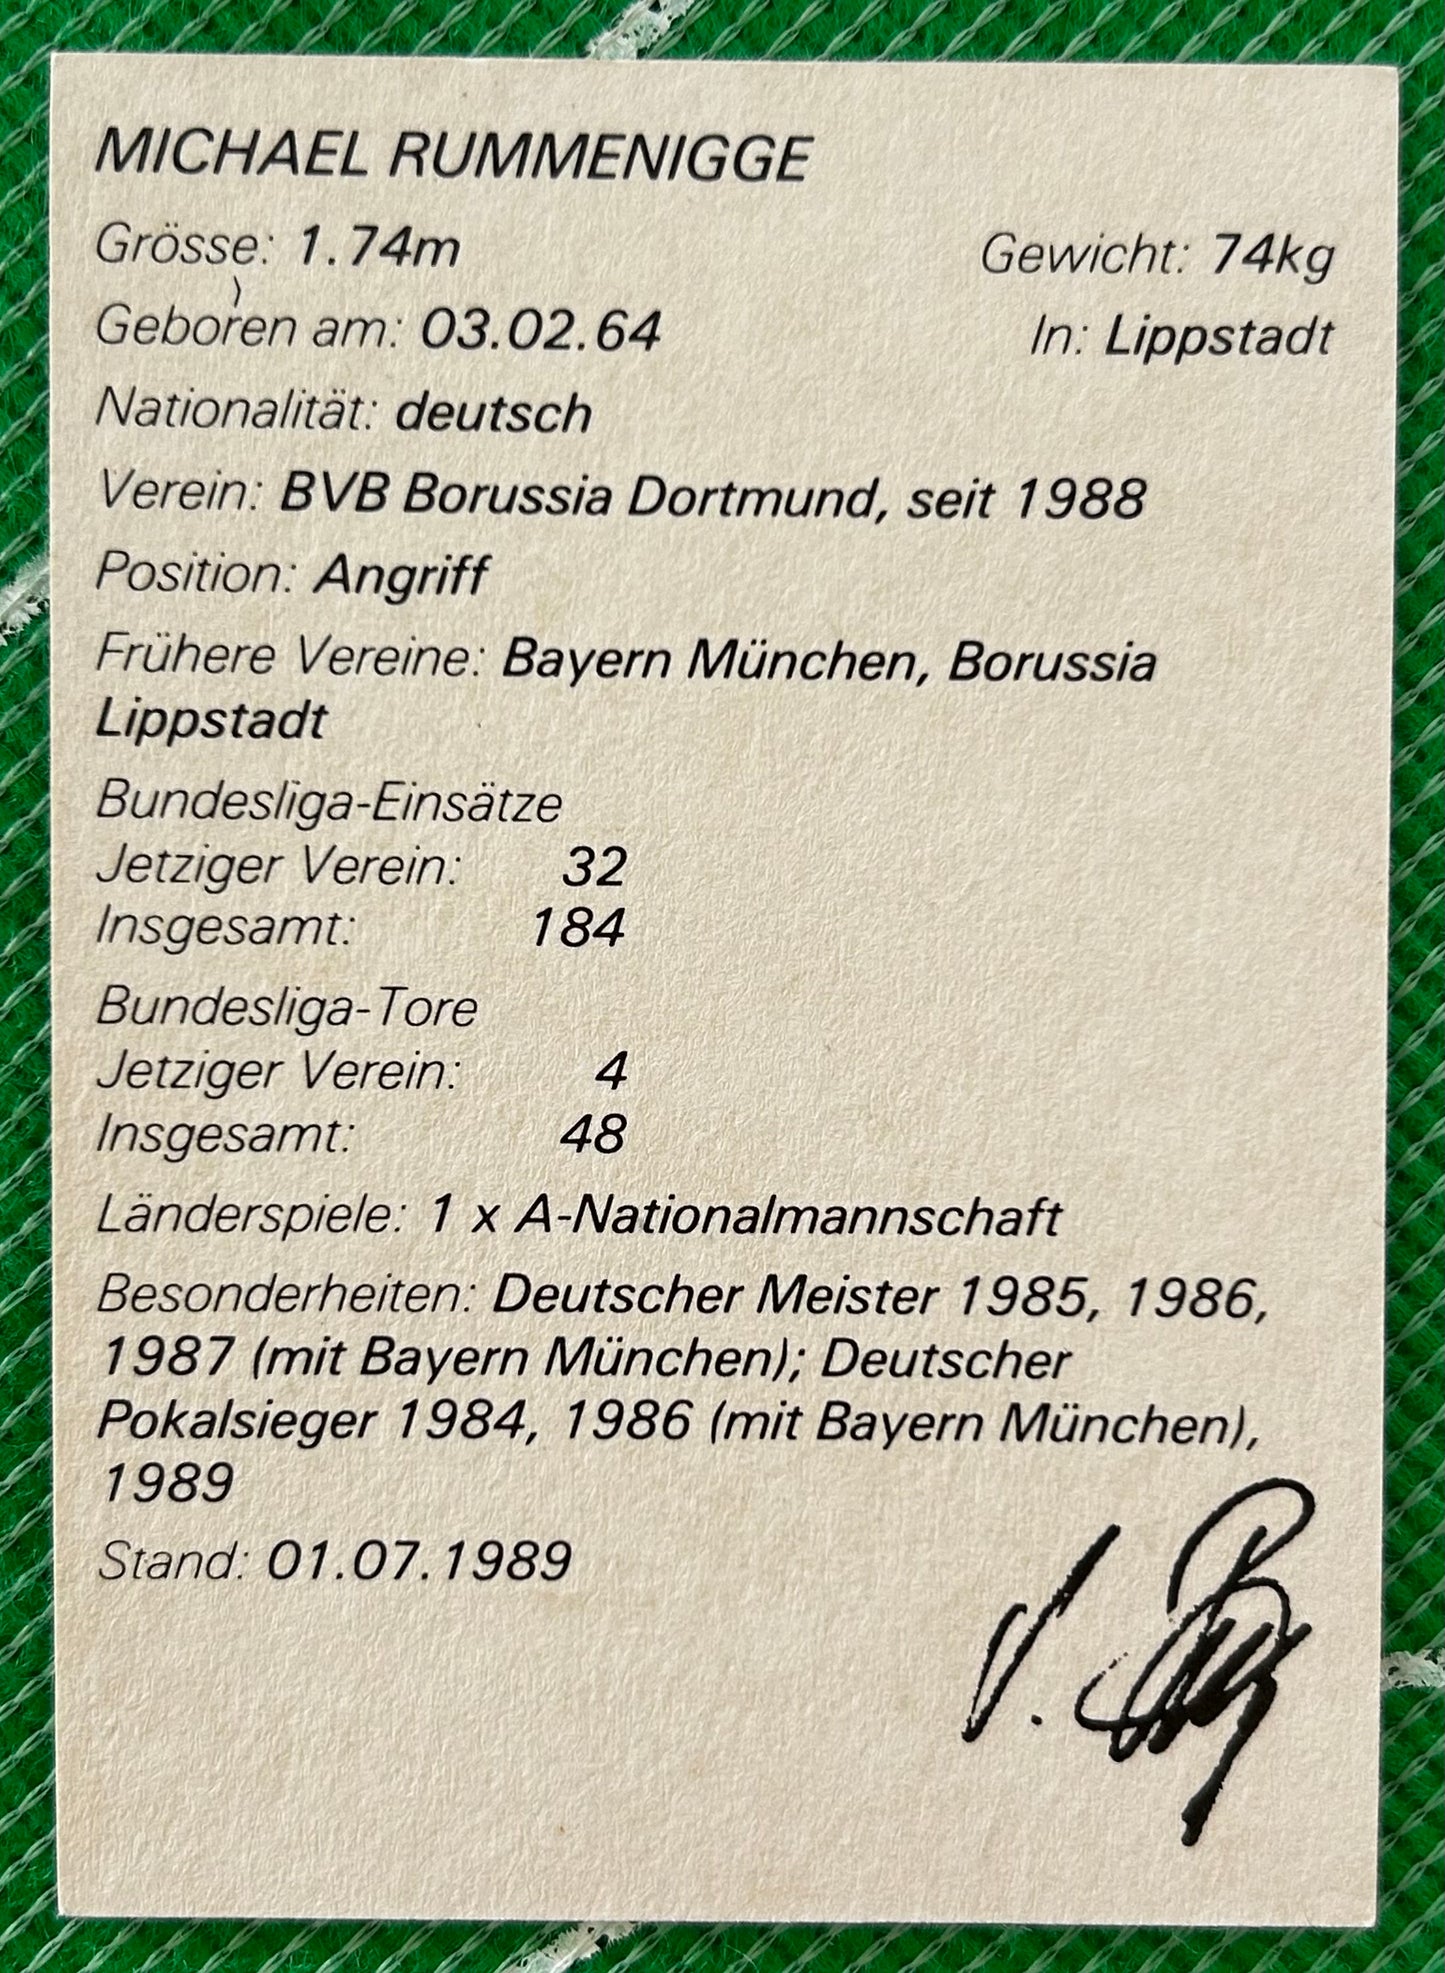 MICHAEL RUMMENIGGE
Grösse: 1.74m Gewicht: 74kg
Geboren am: 03.02.64 In: Lippstadt
Nationalität: deutsch
Verein: BVB Borussia Dortmund, seit 1988
Position: Angriff
Frühere Vereine: Bayern München, Borussia
Lippstadt
Bundesliga-Einsätze
Jetziger Verein: 32
Insgesamt: 184
Bundesliga-Tore
Jetziger Verein: 4
Insgesamt: 48
Länderspiele: 1 x A-Nationalmannschaft
Besonderheiten: Deutscher Meister 1985, 1986,
1987 (mit Bayern München); Deutscher
Pokalsieger 1984, 1986 (mit Bayern München),
1989
Stand: 01.07.1989